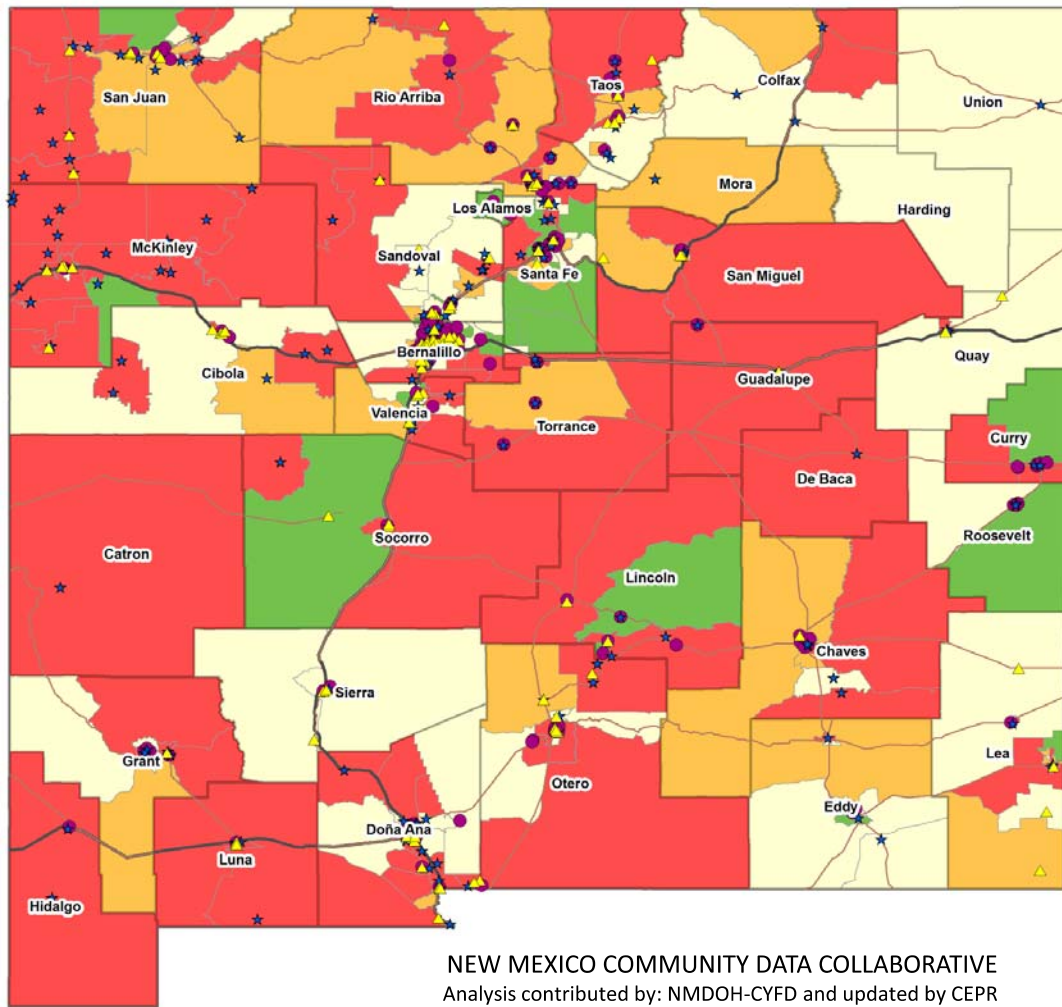 San Juan
Rio Arriba
Taos
Colfax
Union
Mora
Los Alamos
Harding
McKinley
Sandoval
Santa Fe
San Miguel
Bernalillo
Quay
Cibola
Guadalupe
Valencia
Torrance
Curry
De Baca
Socorro
Roosevelt
Catron
Lincoln
Chaves
Sierra
Grant
Lea
Otero
Eddy
Doña Ana
Luna
Hidalgo
NEW MEXICO COMMUNITY DATA COLLABORATIVE
Analysis contributed by: NMDOH-CYFD and updated by CEPR